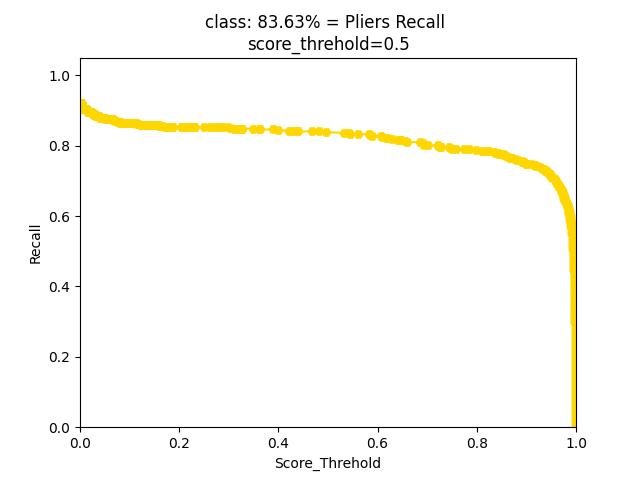 class: 83.63% = Pliers Recall
score_threhold=0.5
1.0
0.8
0.6
0.4
0.2
0.0
Recall
0.0 0.2 0.4 0.6 0.8 1.0
Score_Threhold